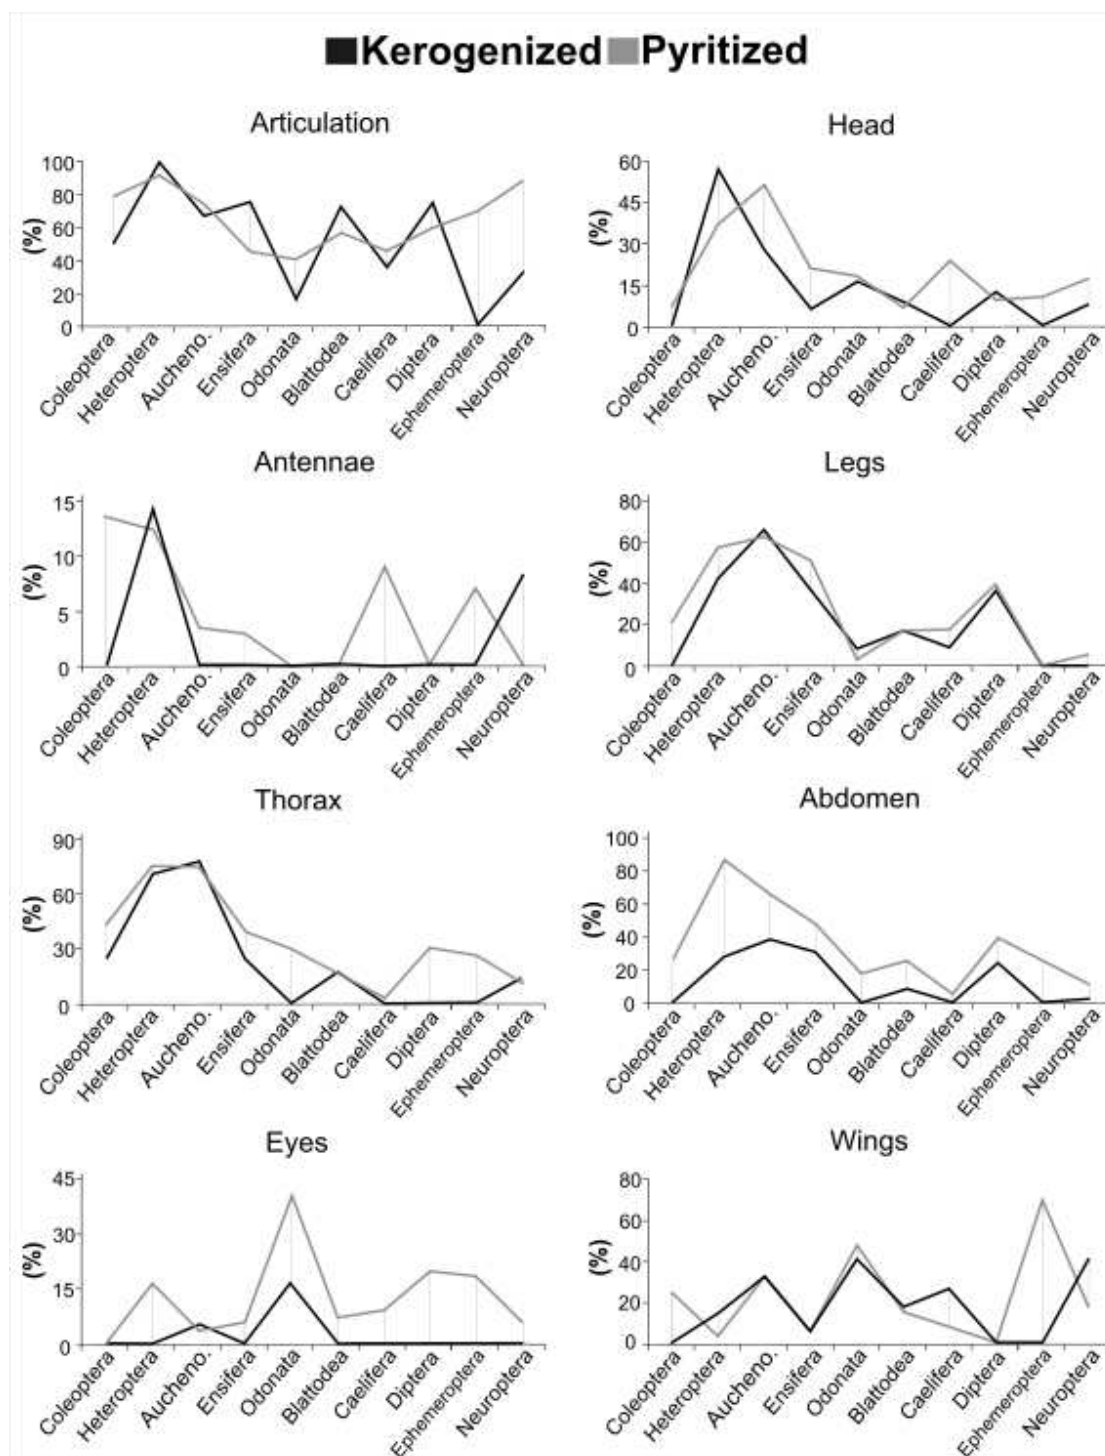 Kerogenized Pyritized
Articulation
(%)
100
80
60
40
20
0
Coleoptera
Heteroptera
Aucheno.
Ensifera
Odonata
Blattodea
Caelifera
Diptera
Ephemeroptera
Neuroptera
Head
(%)
60
45
30
15
0
Coleoptera
Heteroptera
Aucheno.
Ensifera
Odonata
Blattodea
Caelifera
Diptera
Ephemeroptera
Neuroptera
Antennae
(%)
15
10
5
0
Coleoptera
Heteroptera
Aucheno.
Ensifera
Odonata
Blattodea
Caelifera
Diptera
Ephemeroptera
Neuroptera
Legs
(%)
80
60
40
20
0
Coleoptera
Heteroptera
Aucheno.
Ensifera
Odonata
Blattodea
Caelifera
Diptera
Ephemeroptera
Neuroptera
Thorax
(%)
90
60
30
0
Coleoptera
Heteroptera
Aucheno.
Ensifera
Odonata
Blattodea
Caelifera
Diptera
Ephemeroptera
Neuroptera
Abdomen
(%)
100
80
60
40
20
0
Coleoptera
Heteroptera
Aucheno.
Ensifera
Odonata
Blattodea
Caelifera
Diptera
Ephemeroptera
Neuroptera
Eyes
(%)
45
30
15
0
Coleoptera
Heteroptera
Aucheno.
Ensifera
Odonata
Blattodea
Caelifera
Diptera
Ephemeroptera
Neuroptera
Wings
(%)
80
60
40
20
0
Coleoptera
Heteroptera
Aucheno.
Ensifera
Odonata
Blattodea
Caelifera
Diptera
Ephemeroptera
Neuroptera